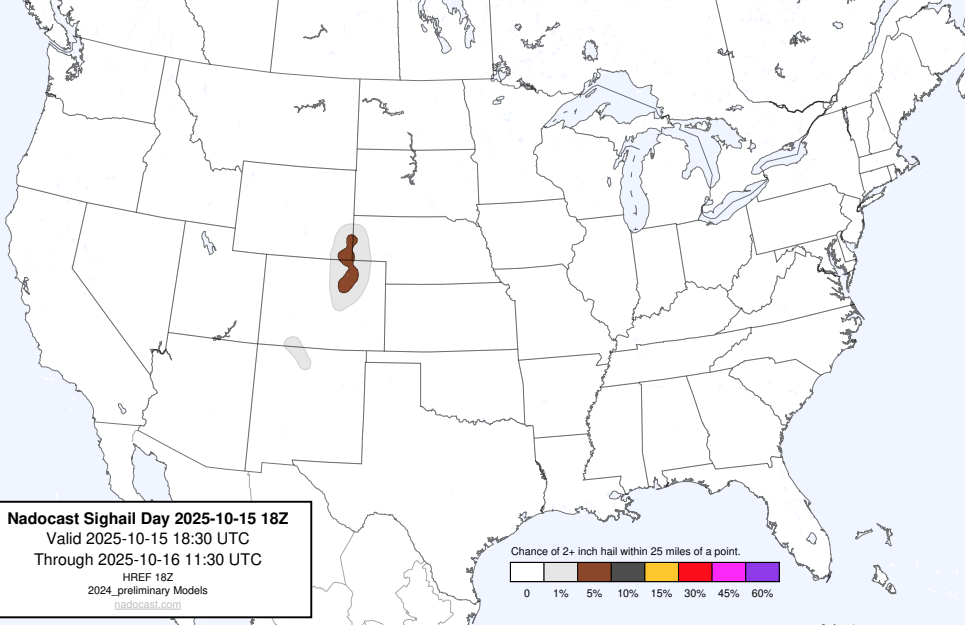 Nadocast Sighail Day 2025-10-15 18Z
Valid 2025-10-15 18:30 UTC
Through 2025-10-16 11:30 UTC
HREF 18Z
2024_preliminary Models
nadocast.com
Chance of 2+ inch hail within 25 miles of a point.
0 1% 5% 10% 15% 30% 45% 60%